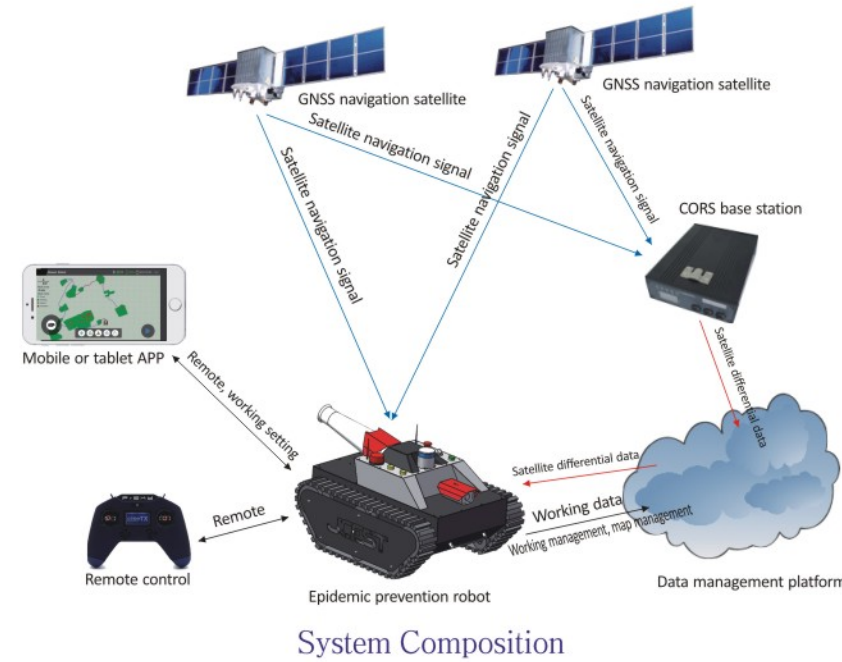 GNSS navigation satellite
GNSS navigation satellite
Satellite navigation signal
Satellite navigation signal
Satellite navigation signal
Satellite navigation signal
CORS base station
Mobile or tablet APP
Remote, working setting
Satellite differential data
Satellite differential data
Working data
Working management, map management
Remote
Remote control
Epidemic prevention robot
Data management platform
System Composition